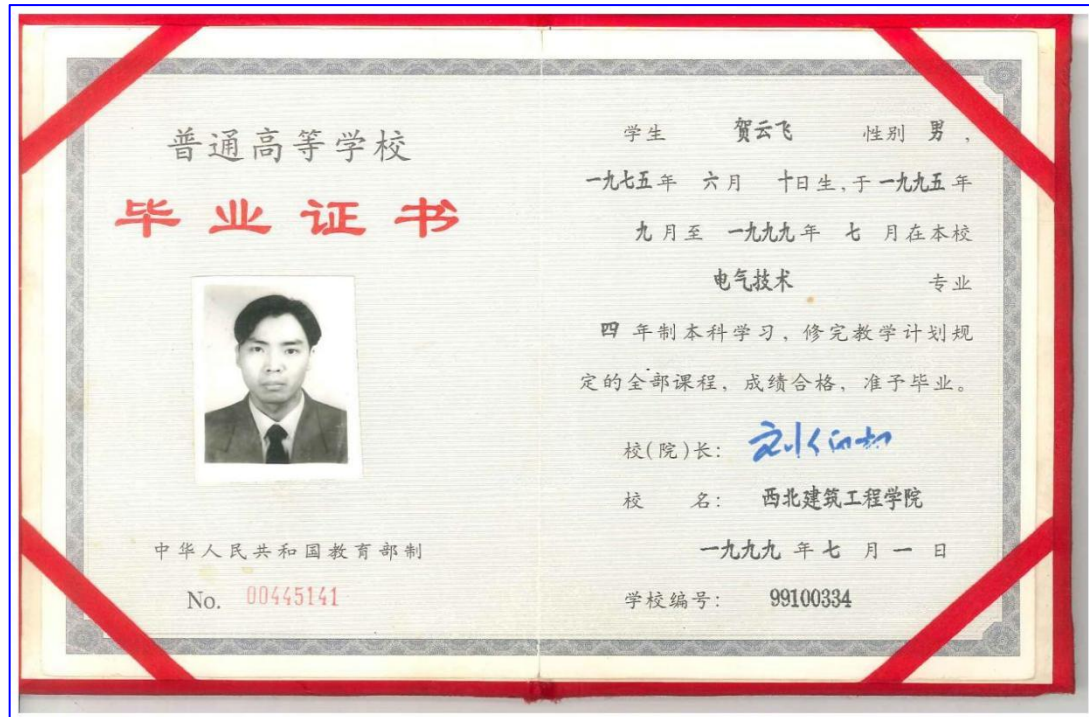 普通高等学校
毕业证书
中华人民共和国教育部制
No. 00445141
学生 贺云飞 性别 男，
一九七五年 六月 十日生，于一九九五年
九月至 一九九九年 七 月在本校
电气技术 专业
四 年制本科学习，修完教学计划规
定的全部课程，成绩合格，准予毕业。
校(院)长：
校 名： 西北建筑工程学院
一九九九 年七 月 一 日
学校编号： 99100334